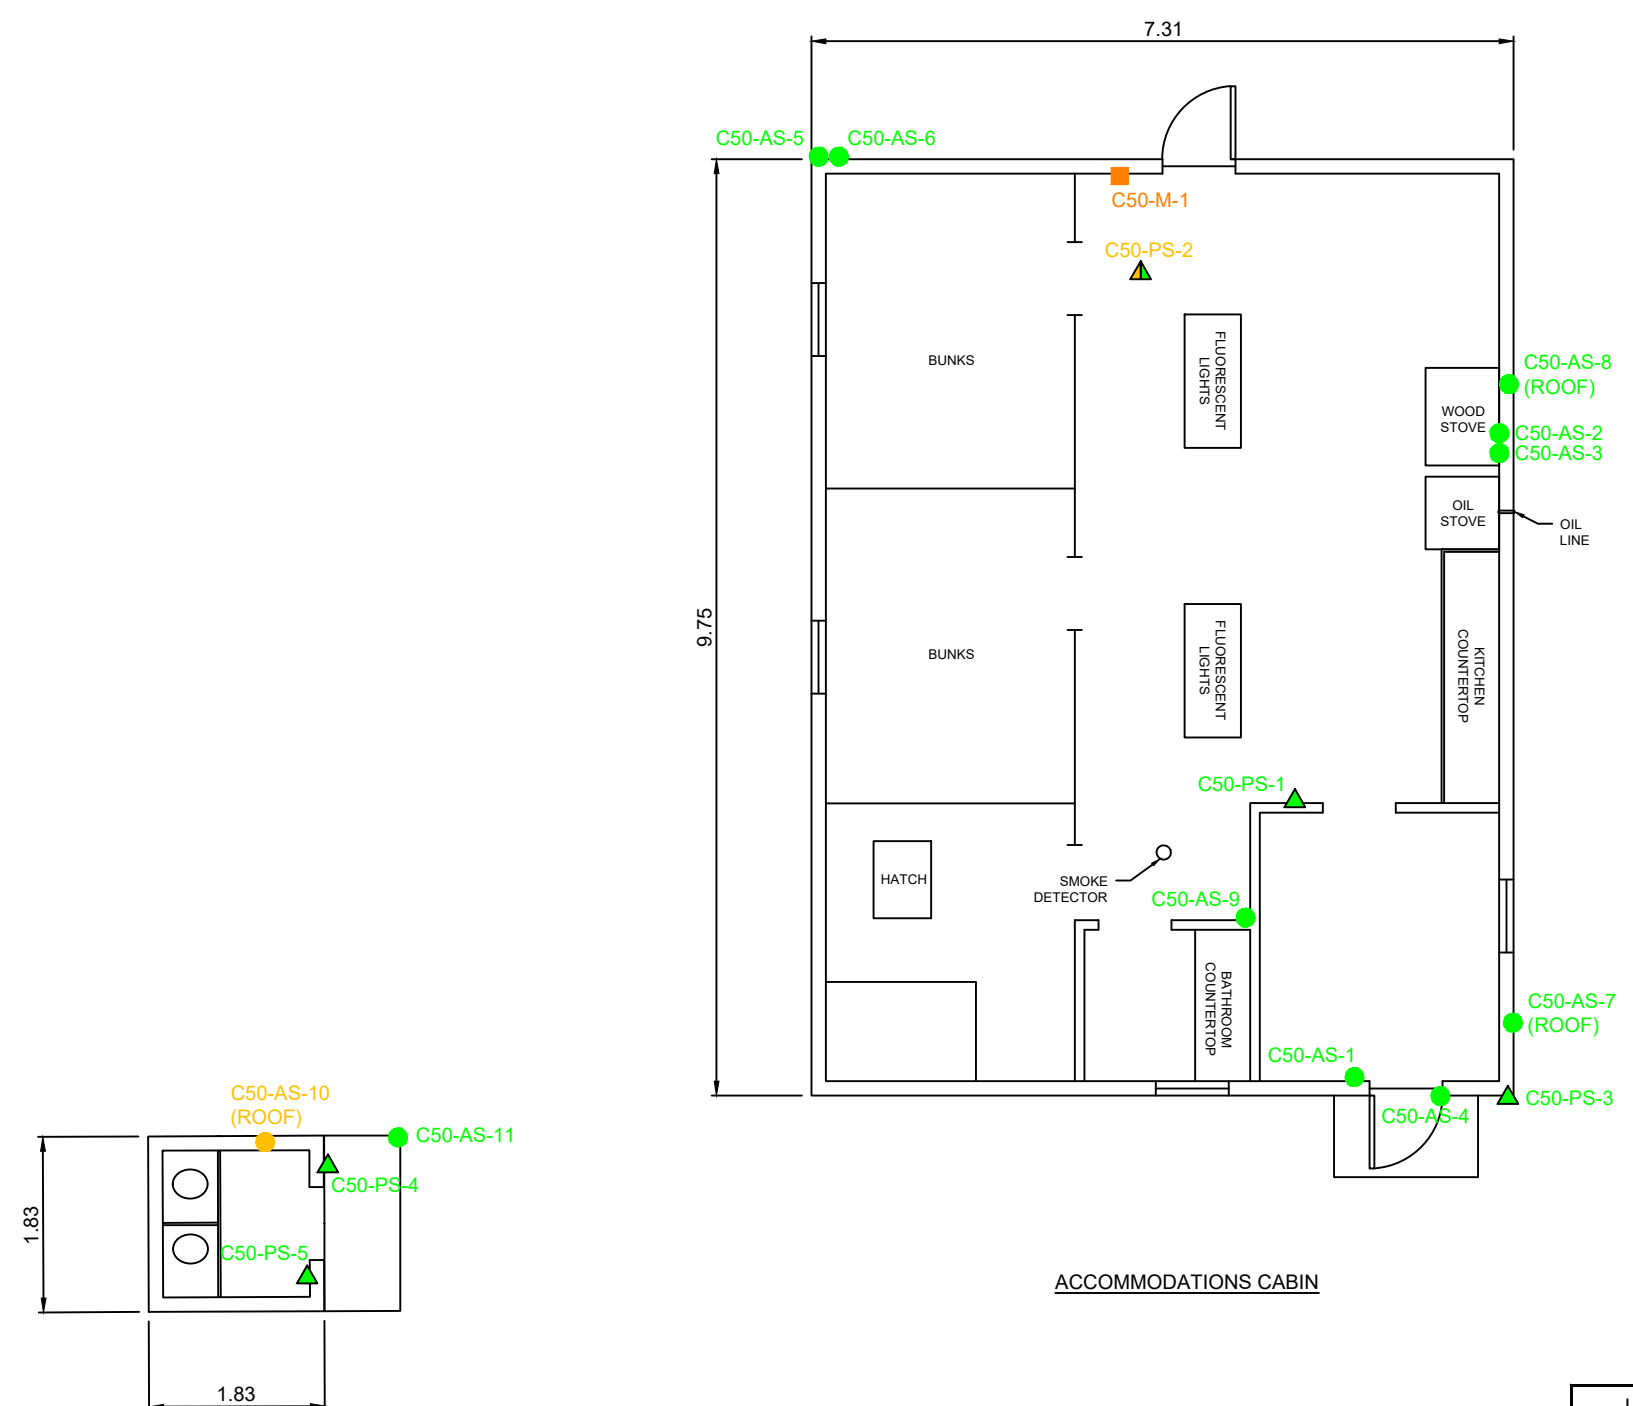 7.31
C50-AS-5
C50-AS-6
C50-M-1
C50-PS-2
FLUORESCENT
LIGHTS
BUNKS
C50-AS-8
(ROOF)
WOOD
STOVE
C50-AS-2
C50-AS-3
OIL
STOVE
OIL
LINE
9.75
FLUORESCENT
LIGHTS
BUNKS
KITCHEN
COUNTERTOP
C50-PS-1
HATCH
SMOKE
DETECTOR
C50-AS-9
BATHROOM
COUNTERTOP
C50-AS-7
(ROOF)
C50-AS-1
C50-AS-4
C50-PS-3
C50-AS-10
(ROOF)
C50-AS-11
C50-PS-4
1.83
C50-PS-5
ACCOMMODATIONS CABIN
1.83